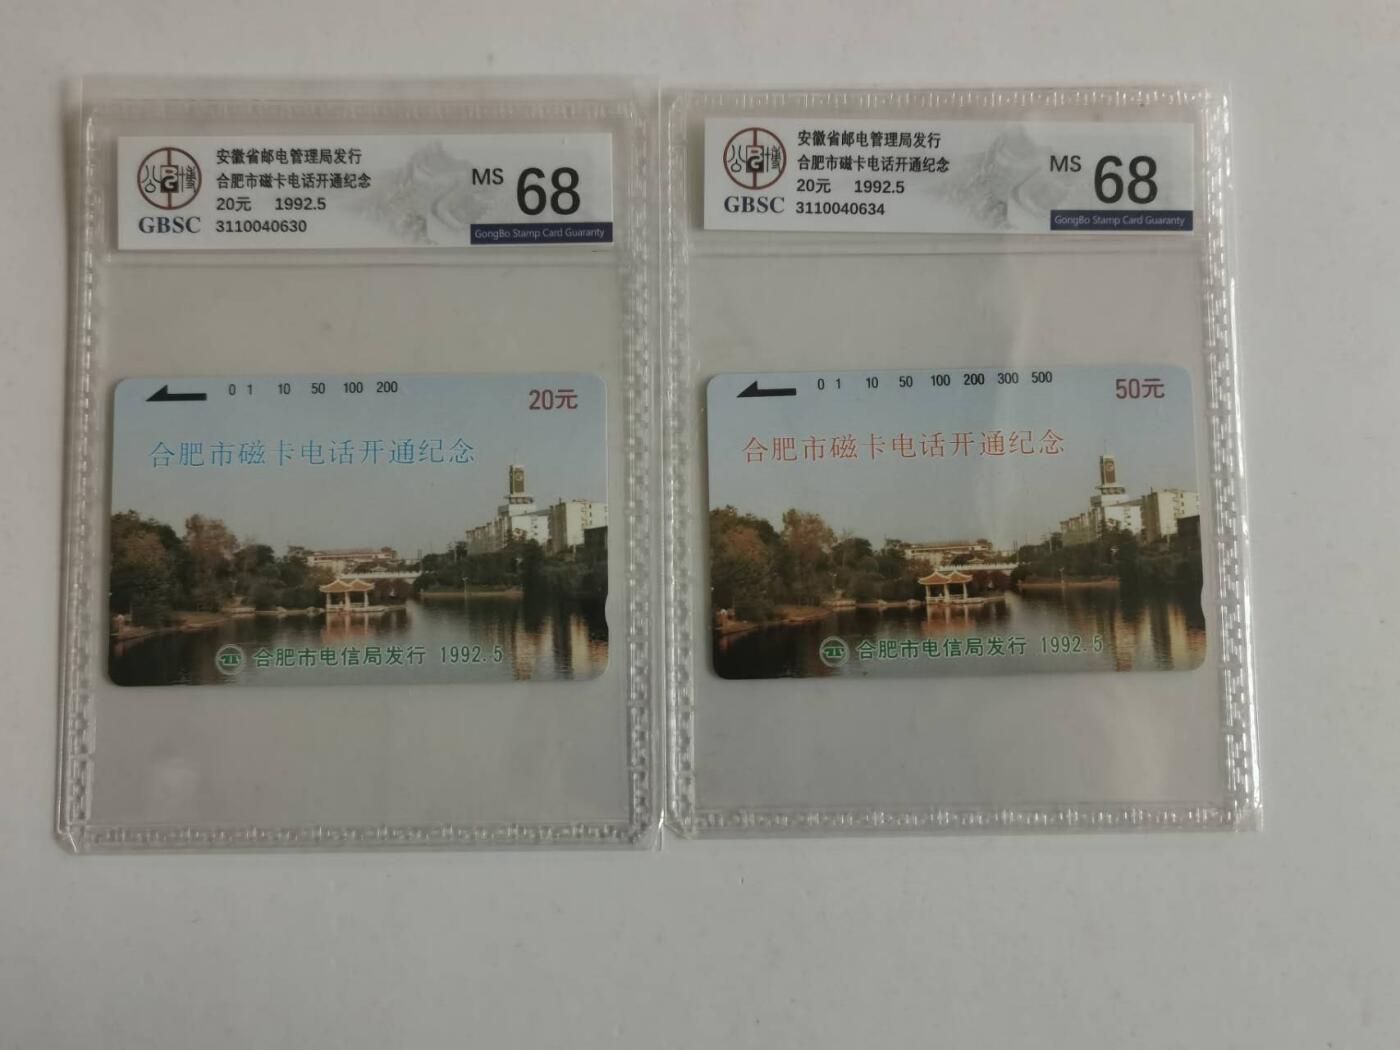 安徽省邮电管理局发行
合肥市磁卡电话开通纪念
20元 1992.5
3110040630
GBSC
MS 68
GongBo Stamp Card Guaranty
0 1 10 50 100 200
20元
合肥市磁卡电话开通纪念
合肥市电信局发行 1992.5
安徽省邮电管理局发行
合肥市磁卡电话开通纪念
20元 1992.5
3110040634
GBSC
MS 68
GongBo Stamp Card Guaranty
0 1 10 50 100 200 300 500
50元
合肥市磁卡电话开通纪念
合肥市电信局发行 1992.5